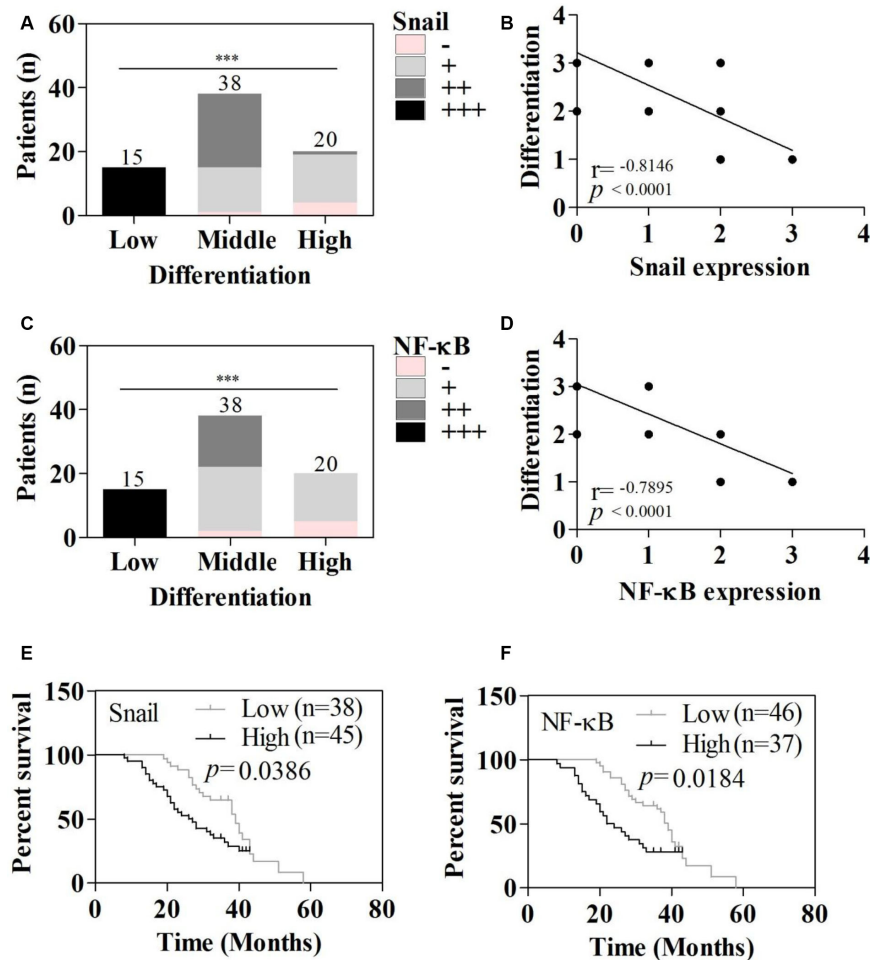 A
60
40
20
0
Patients (n)
***
15
38
20
Low Middle High
Differentiation
Snail
-
+
++
+++
B
4
3
2
1
0
Differentiation
r= -0.8146
p < 0.0001
0 1 2 3 4
Snail expression
C
60
40
20
0
Patients (n)
***
15
38
20
Low Middle High
Differentiation
NF-κB
-
+
++
+++
D
4
3
2
1
0
Differentiation
r= -0.7895
p < 0.0001
0 1 2 3 4
NF-κB expression
E
150
100
50
0
Percent survival
Snail
Low (n=38)
High (n=45)
p= 0.0386
0 20 40 60 80
Time (Months)
F
150
100
50
0
Percent survival
NF-κB
Low (n=46)
High (n=37)
p= 0.0184
0 20 40 60 80
Time (Months)